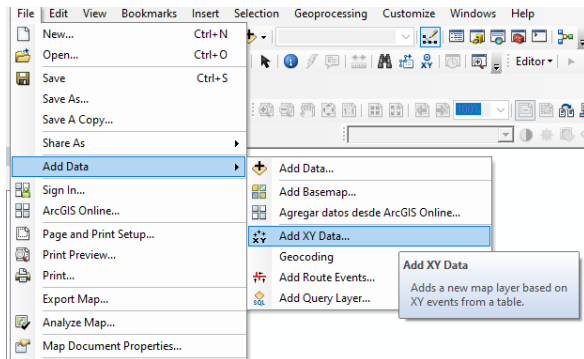 File Edit View Bookmarks Insert Selection Geoprocessing Customize Windows Help
New... Ctrl+N
Open... Ctrl+O
Editor
Save Ctrl+S
Save As...
Save A Copy...
Share As
Add Data
Add Data...
Sign In...
Add Basemap...
ArcGIS Online...
Agregar datos desde ArcGIS Online...
Page and Print Setup...
Add XY Data...
Print Preview...
Geocoding
Print...
Add Route Events...
Export Map...
Add Query Layer...
Add XY Data
Adds a new map layer based on
XY events from a table.
Analyze Map...
Map Document Properties...